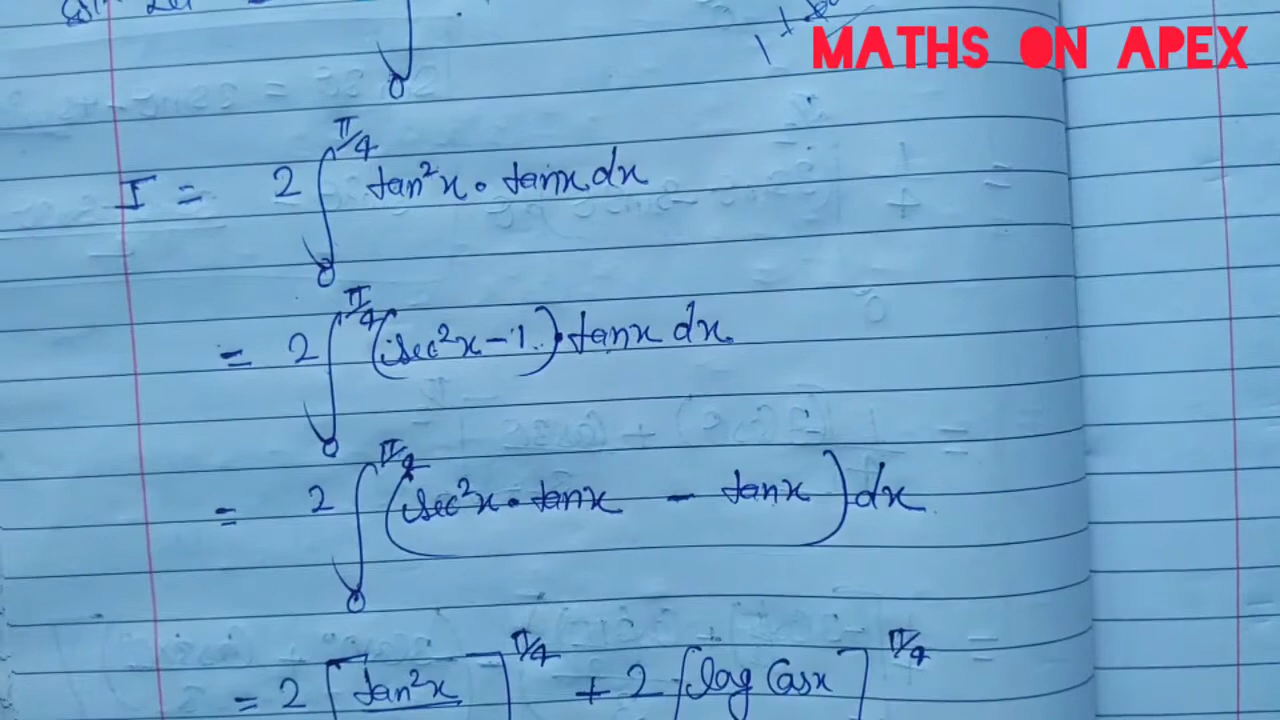 MATHS ON APEX
I = 2 ∫₀^π/4 tan²x · tanx dx
= 2 ∫₀^π/4 (sec²x − 1) · tanx dx
= 2 ∫₀^π/4 (sec²x · tanx − tanx) dx
= 2 [tan²x]^π/4 + 2 [log Cosx]^π/4